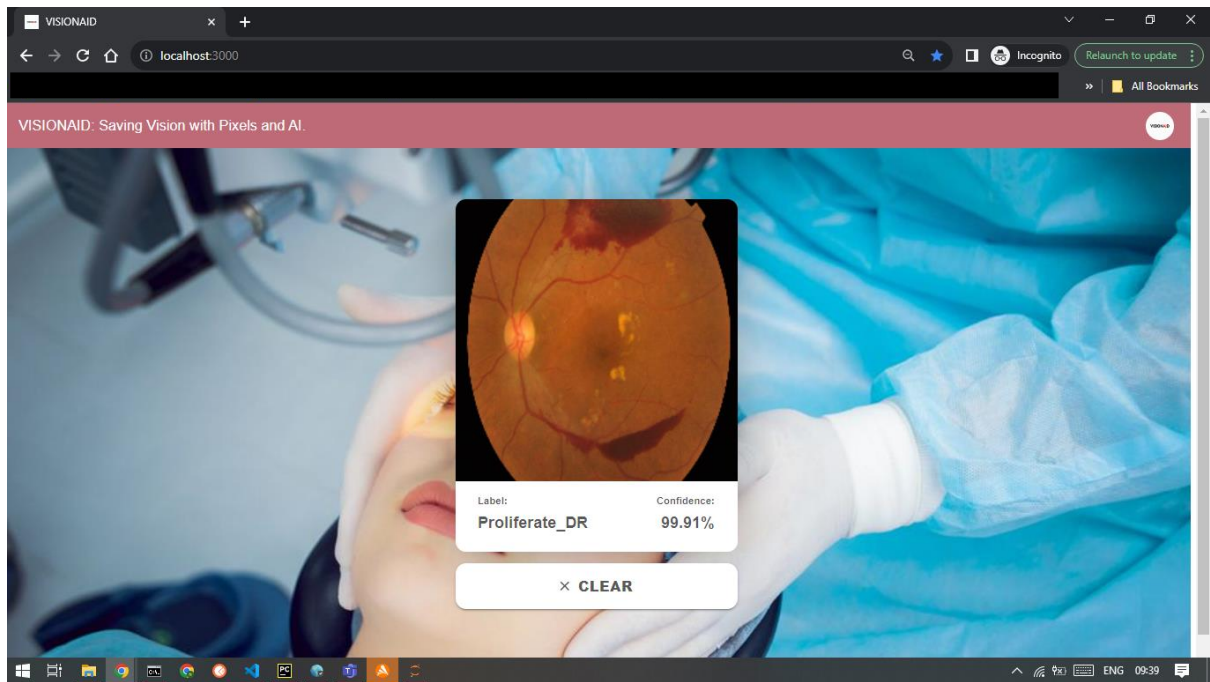 VISIONAID
localhost:3000
Incognito
Relaunch to update
» All Bookmarks
VISIONAID: Saving Vision with Pixels and AI.
VISIONAID
Label: Confidence:
Proliferate_DR 99.91%
× CLEAR
ENG 09:39